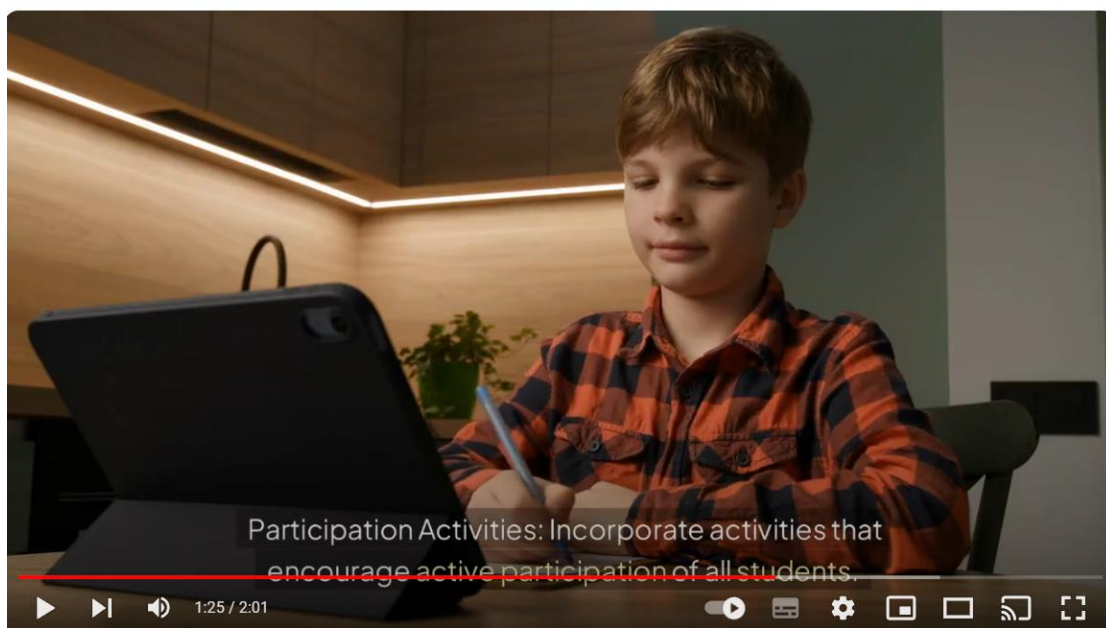 Participation Activities: Incorporate activities that
encourage active participation of all students.
1:25 / 2:01